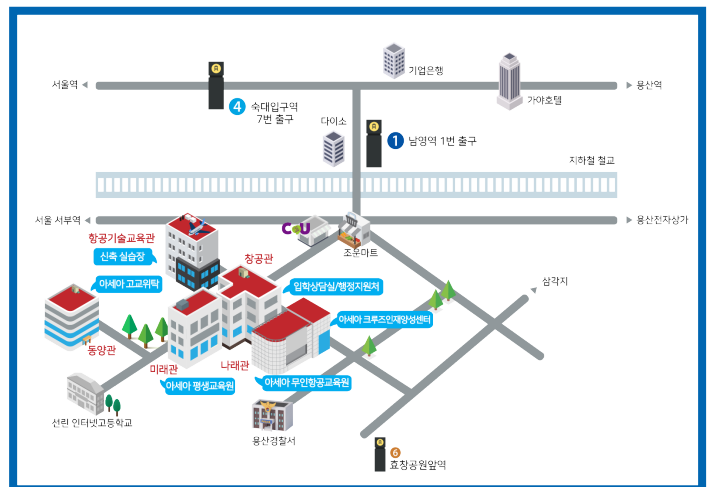 기업은행
서울역
용산역
4
숙대입구역
7번 출구
가야호텔
다이소
1
남영역 1번 출구
지하철 철교
서울 서부역
용산전자상가
CU
조운마트
항공기술교육관
신축 실습장
창공관
아세아 고교위탁
입학상담실/행정지원처
삼각지
아세아 크루즈인재양성센터
동양관
미래관
나래관
아세아 평생교육원
아세아 무인항공교육원
선린 인터넷고등학교
용산경찰서
6
효창공원앞역